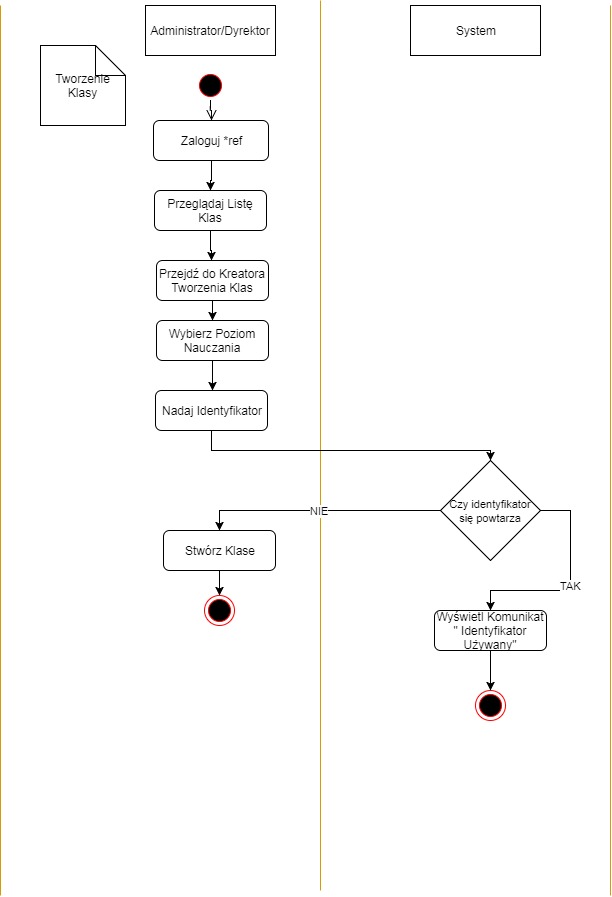 Administrator/Dyrektor
System
Tworzenie
Klasy
Zaloguj *ref
Przeglądaj Listę
Klas
Przejdź do Kreatora
Tworzenia Klas
Wybierz Poziom
Nauczania
Nadaj Identyfikator
Czy identyfikator
się powtarza
NIE
Stwórz Klase
TAK
Wyświetl Komunikat
" Identyfikator
Używany"